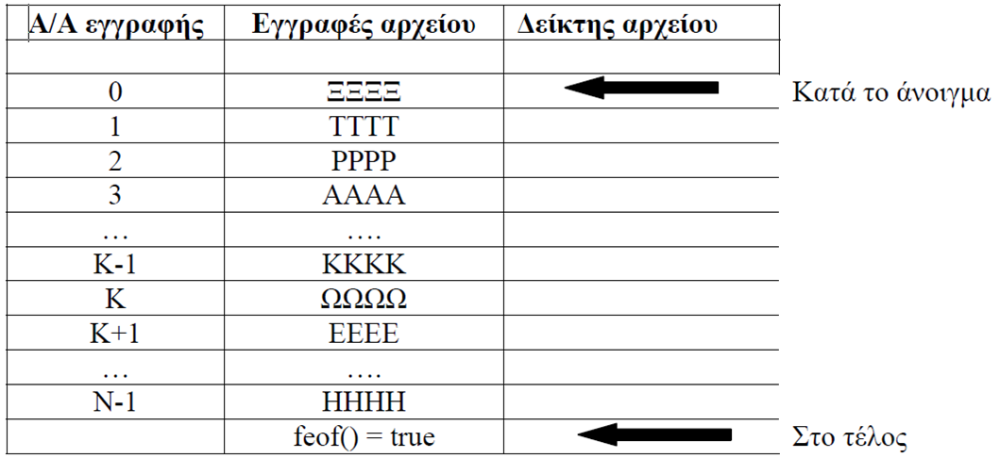 Α/Α εγγραφής Εγγραφές αρχείου Δείκτης αρχείου
0 ΞΞΞΞ Κατά το άνοιγμα
1 ΤΤΤΤ
2 ΡΡΡΡ
3 ΑΑΑΑ
… ….
Κ-1 ΚΚΚΚ
Κ ΩΩΩΩ
Κ+1 ΕΕΕΕ
… ….
Ν-1 ΗΗΗΗ
feof() = true Στο τέλος